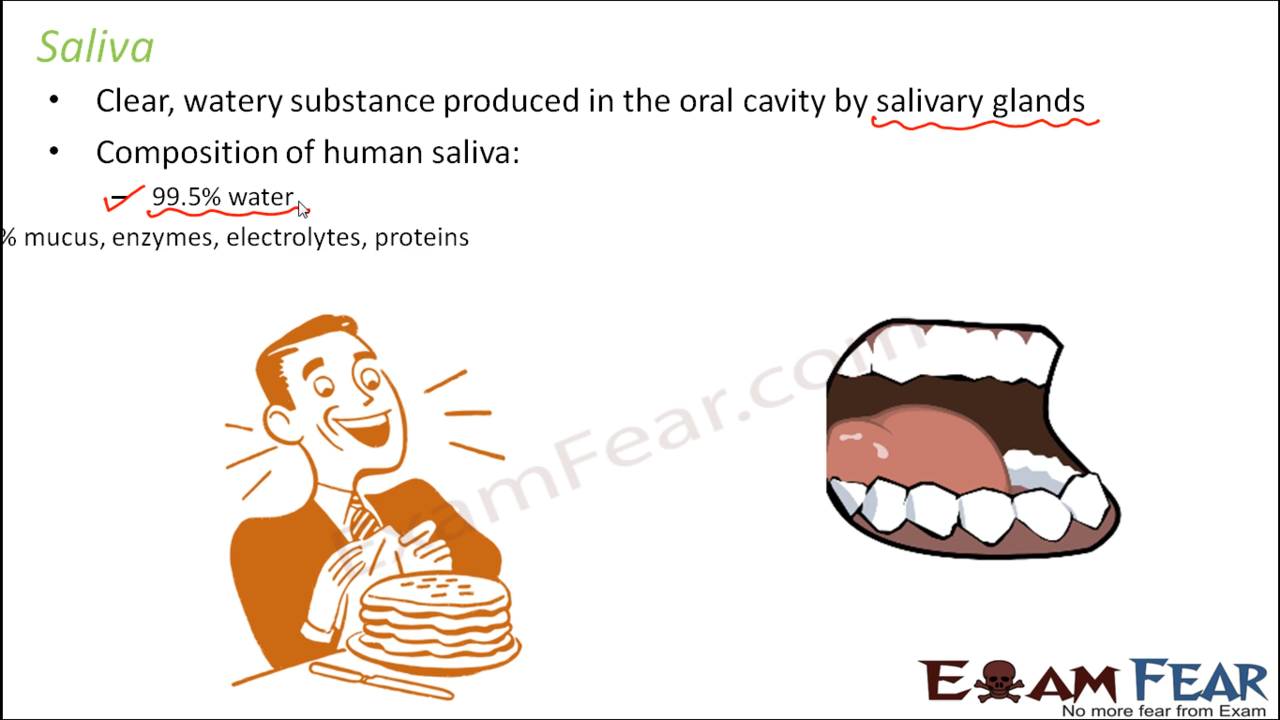 Saliva
• Clear, watery substance produced in the oral cavity by salivary glands
• Composition of human saliva:
– 99.5% water
% mucus, enzymes, electrolytes, proteins
ExamFear.com
EXAM FEAR
No more fear from Exam